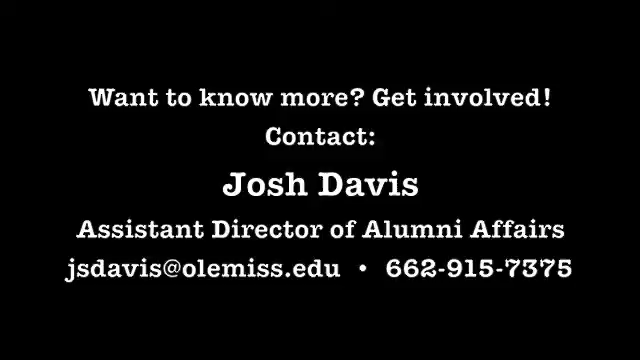 Want to know more? Get involved!
Contact:
Josh Davis
Assistant Director of Alumni Affairs
jsdavis@olemiss.edu • 662-915-7375